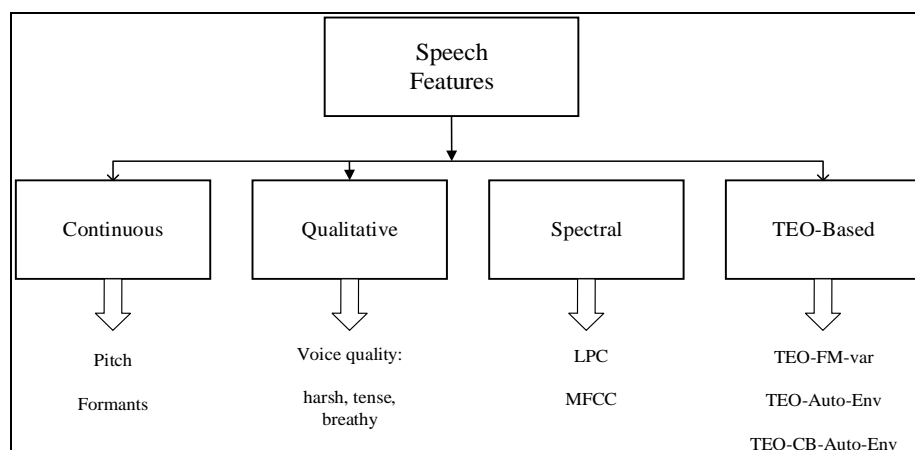 Speech
Features
Continuous
Qualitative
Spectral
TEO-Based
Pitch
Formants
Voice quality:
harsh, tense,
breathy
LPC
MFCC
TEO-FM-var
TEO-Auto-Env
TEO-CB-Auto-Env